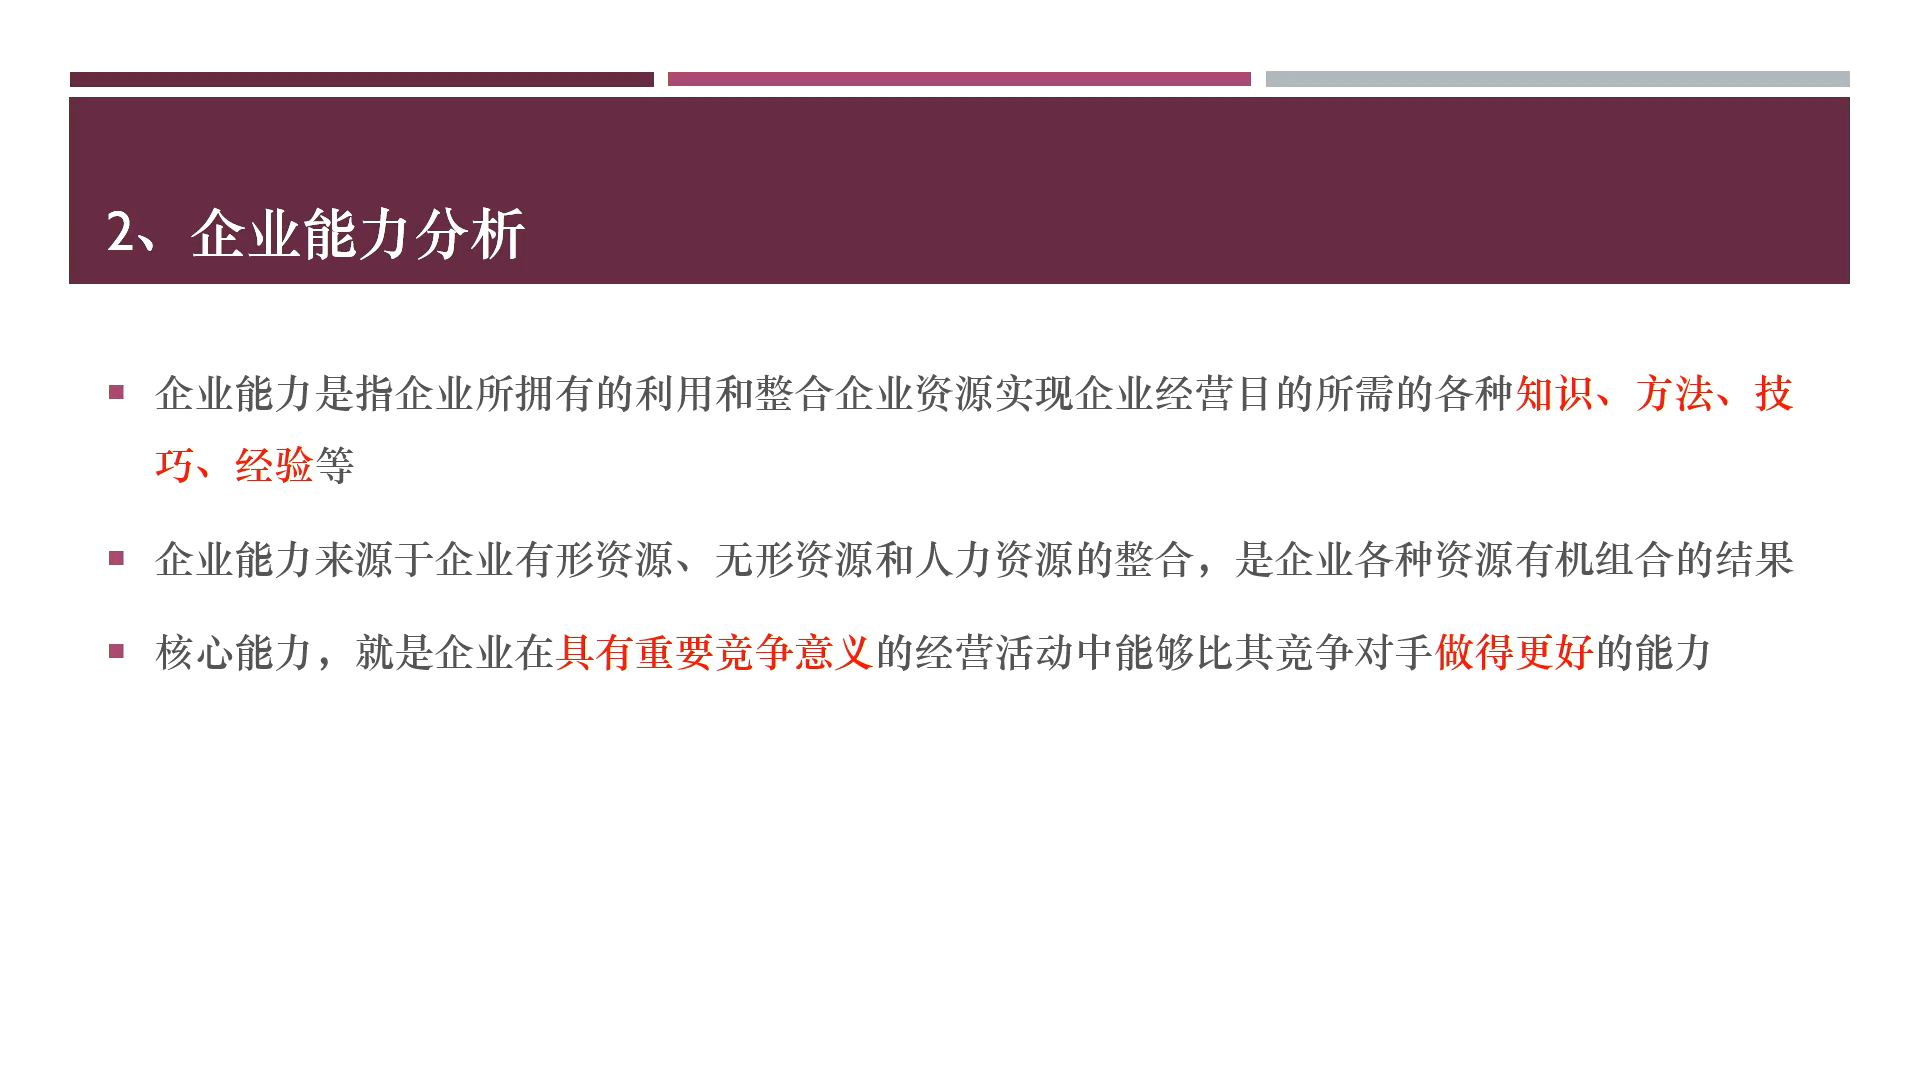 2、企业能力分析
企业能力是指企业所拥有的利用和整合企业资源实现企业经营目的所需的各种知识、方法、技
巧、经验等
企业能力来源于企业有形资源、无形资源和人力资源的整合，是企业各种资源有机组合的结果
核心能力，就是企业在具有重要竞争意义的经营活动中能够比其竞争对手做得更好的能力